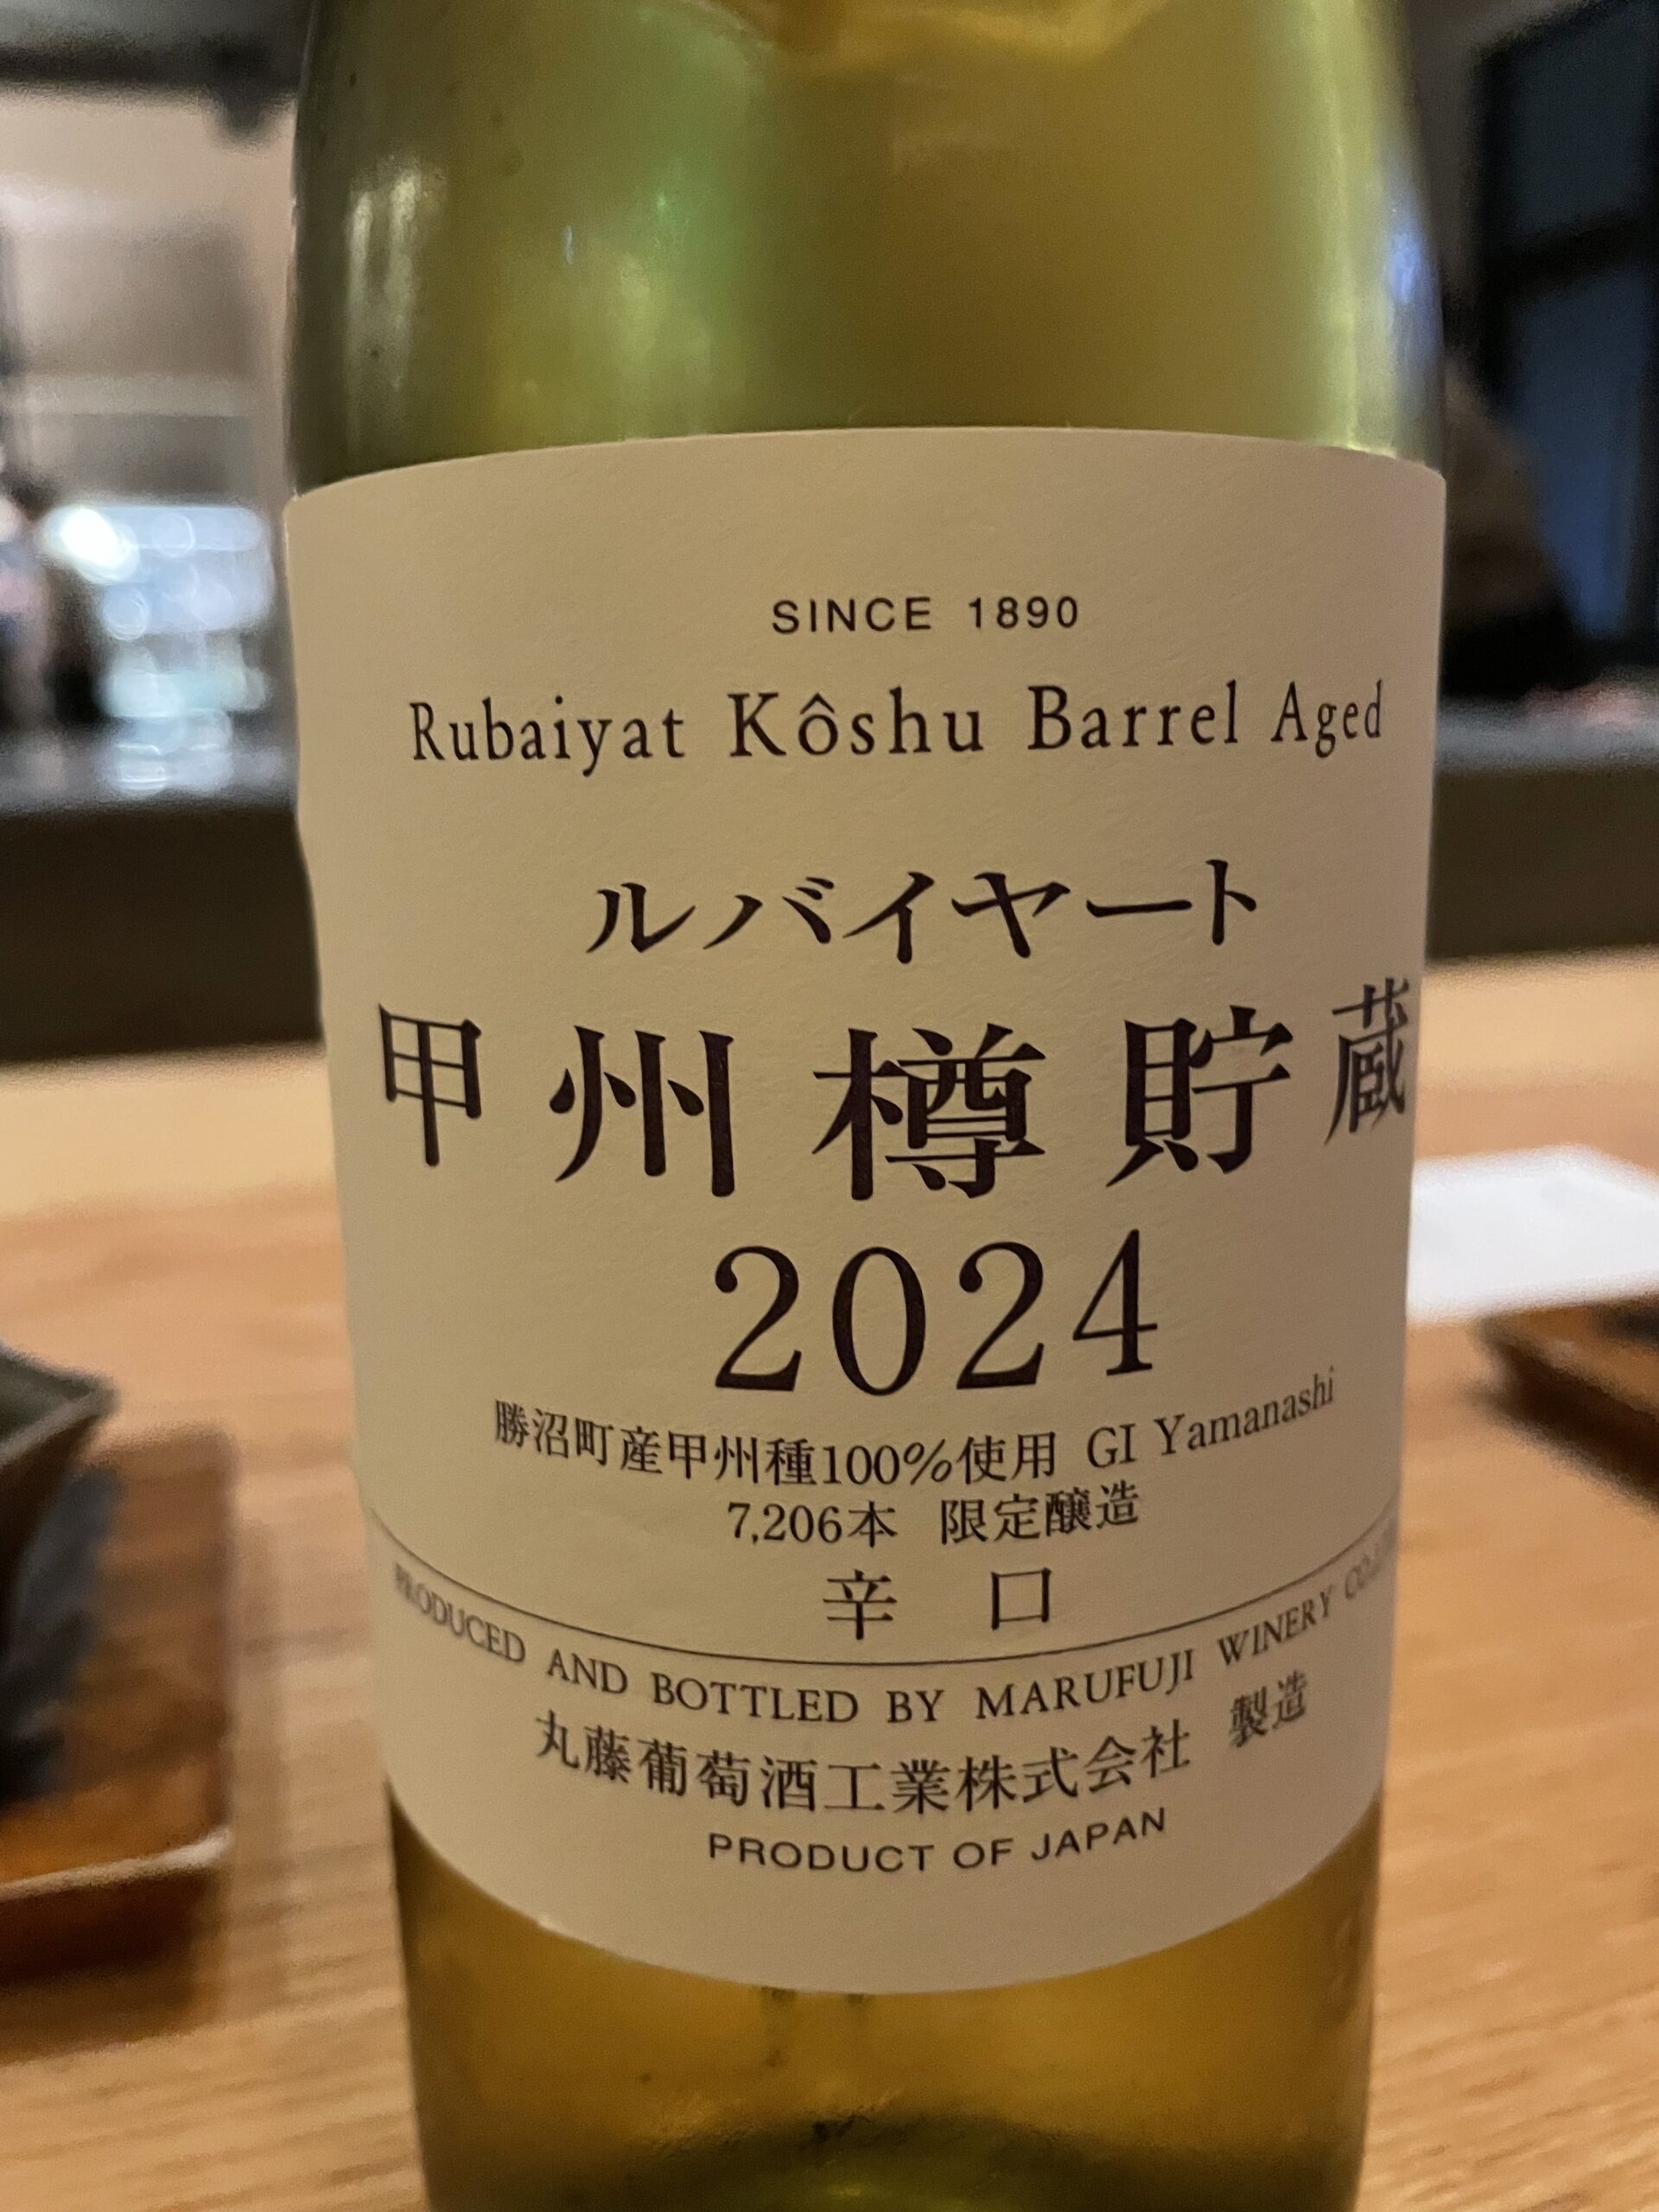 SINCE 1890
Rubaiyat Kôshu Barrel Aged
ルバイヤート
甲州樽貯蔵
2024
勝沼町産甲州種100%使用 GI Yamanashi
7,206本 限定醸造
辛口
PRODUCED AND BOTTLED BY MARUFUJI WINERY CO.
丸藤葡萄酒工業株式会社 製造
PRODUCT OF JAPAN